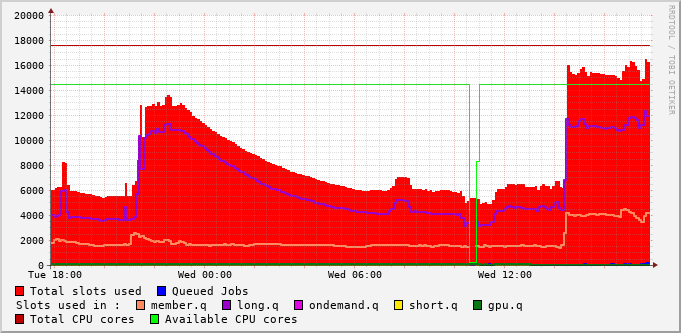 RRDTOOL / TOBI OETIKER
20000
18000
16000
14000
12000
10000
8000
6000
4000
2000
0
Tue 18:00 Wed 00:00 Wed 06:00 Wed 12:00
Total slots used Queued Jobs
Slots used in : member.q long.q ondemand.q short.q gpu.q
Total CPU cores Available CPU cores